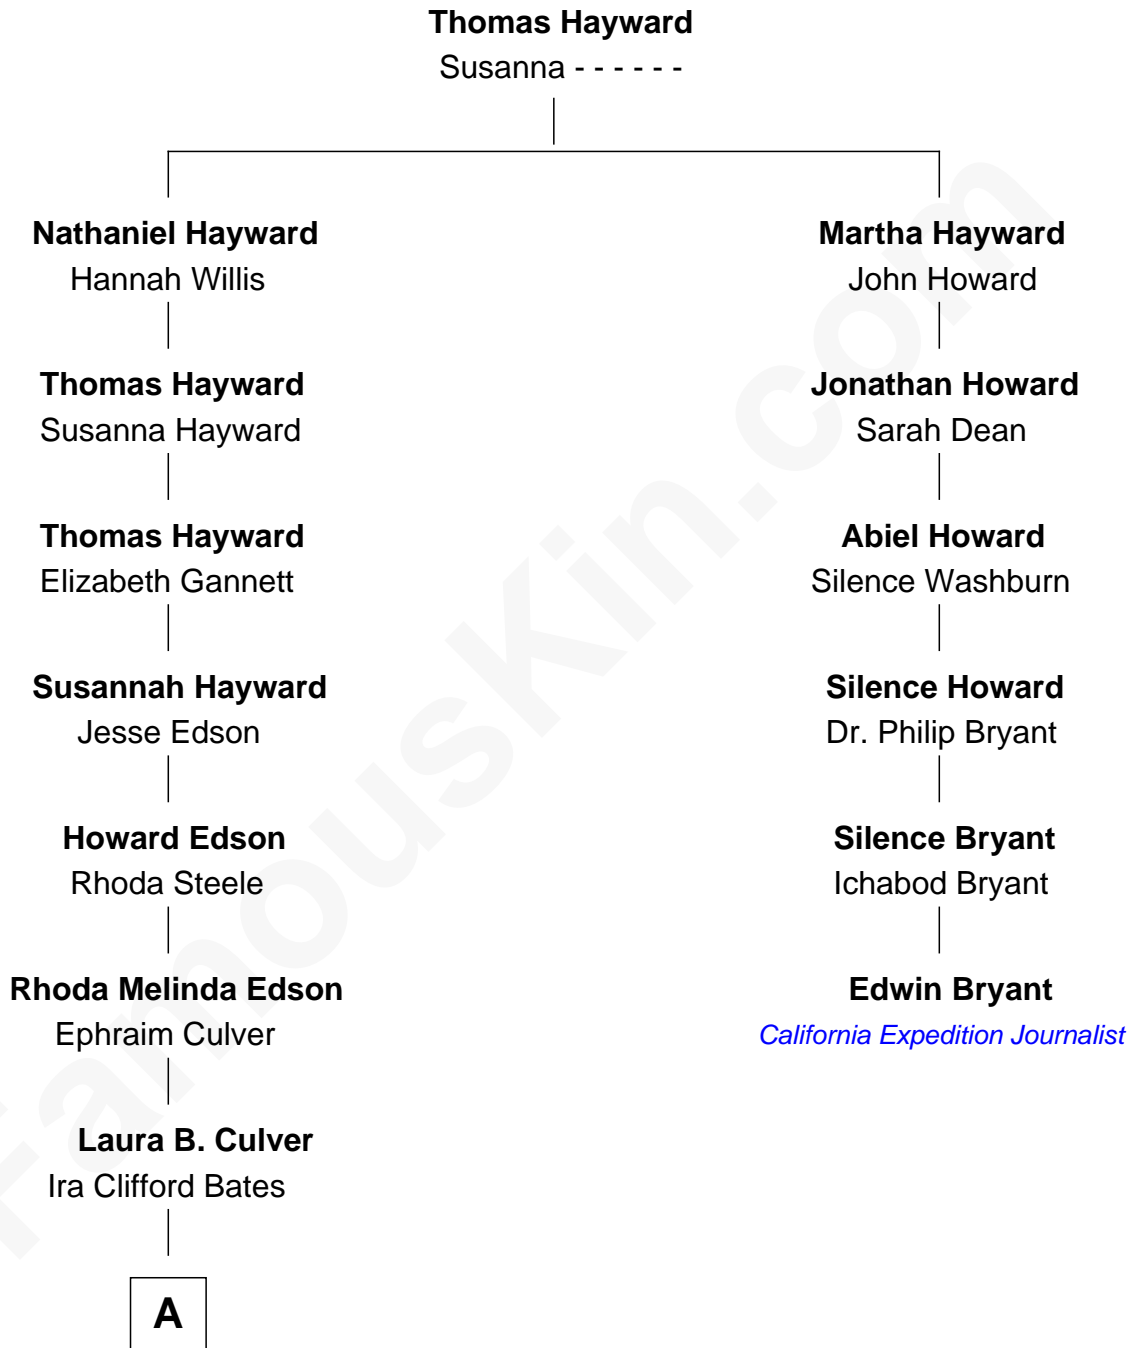 Thomas Hayward
Susanna - - - - - -
Nathaniel Hayward
Hannah Willis
Martha Hayward
John Howard
Thomas Hayward
Susanna Hayward
Jonathan Howard
Sarah Dean
Thomas Hayward
Elizabeth Gannett
Abiel Howard
Silence Washburn
Susannah Hayward
Jesse Edson
Silence Howard
Dr. Philip Bryant
Howard Edson
Rhoda Steele
Silence Bryant
Ichabod Bryant
Rhoda Melinda Edson
Ephraim Culver
Edwin Bryant
California Expedition Journalist
Laura B. Culver
Ira Clifford Bates
A
FamousKin.com